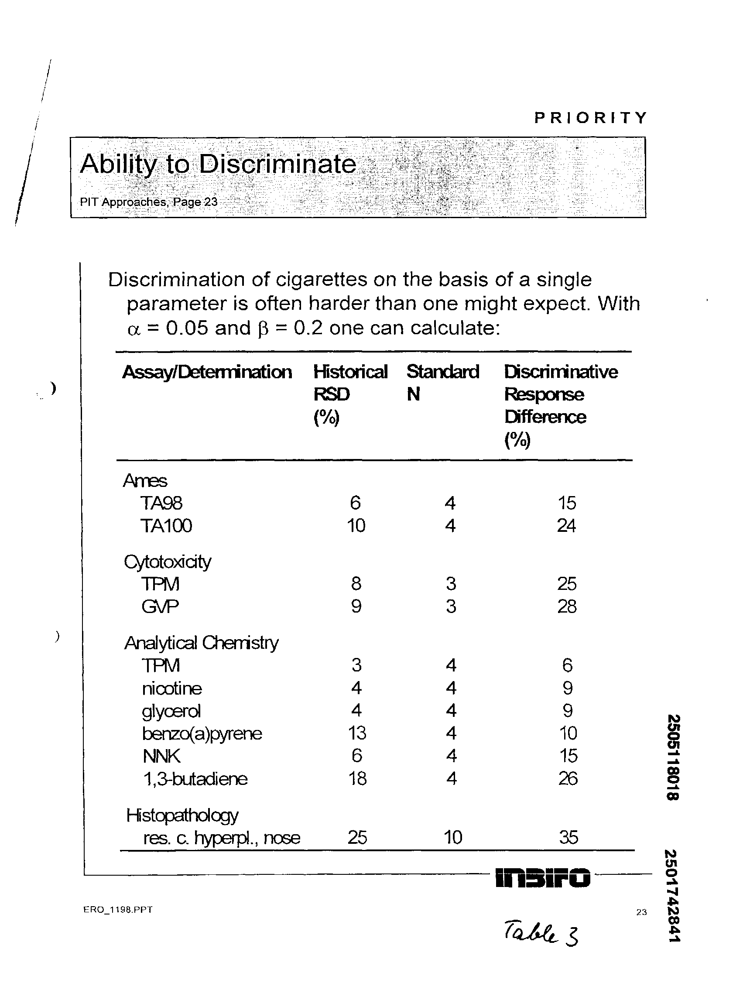 PRIORITY
Ability to Discriminate
PIT Approaches, Page 23
Discrimination of cigarettes on the basis of a single
parameter is often harder than one might expect. With
α = 0.05 and β = 0.2 one can calculate:
Assay/Determination Historical Standard Discriminative
RSD N Response
(%) Difference
(%)
Ames
TA98 6 4 15
TA100 10 4 24
Cytotoxicity
TPM 8 3 25
GVP 9 3 28
Analytical Chemistry
TPM 3 4 6
nicotine 4 4 9
glycerol 4 4 9
benzo(a)pyrene 13 4 10
NNK 6 4 15
1,3-butadiene 18 4 26
Histopathology
res. c. hyperpl., nose 25 10 35
INBIFO
ERO_1198.PPT
23
Table 3
2505118018
2501742841